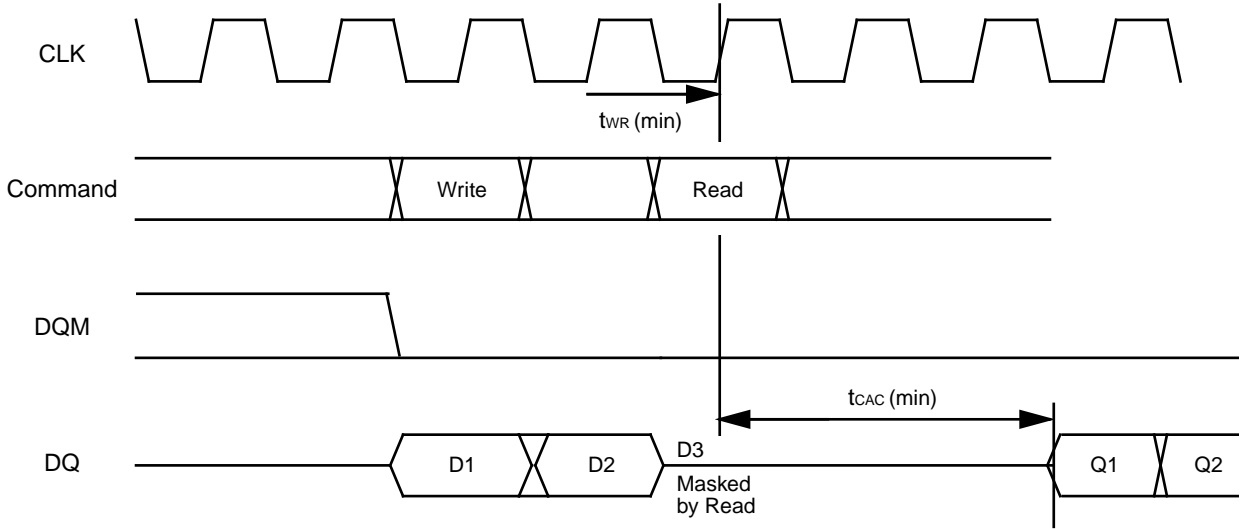 CLK
tWR (min)
Command
Write
Read
DQM
tCAC (min)
DQ
D1
D2
D3
Masked
by Read
Q1
Q2